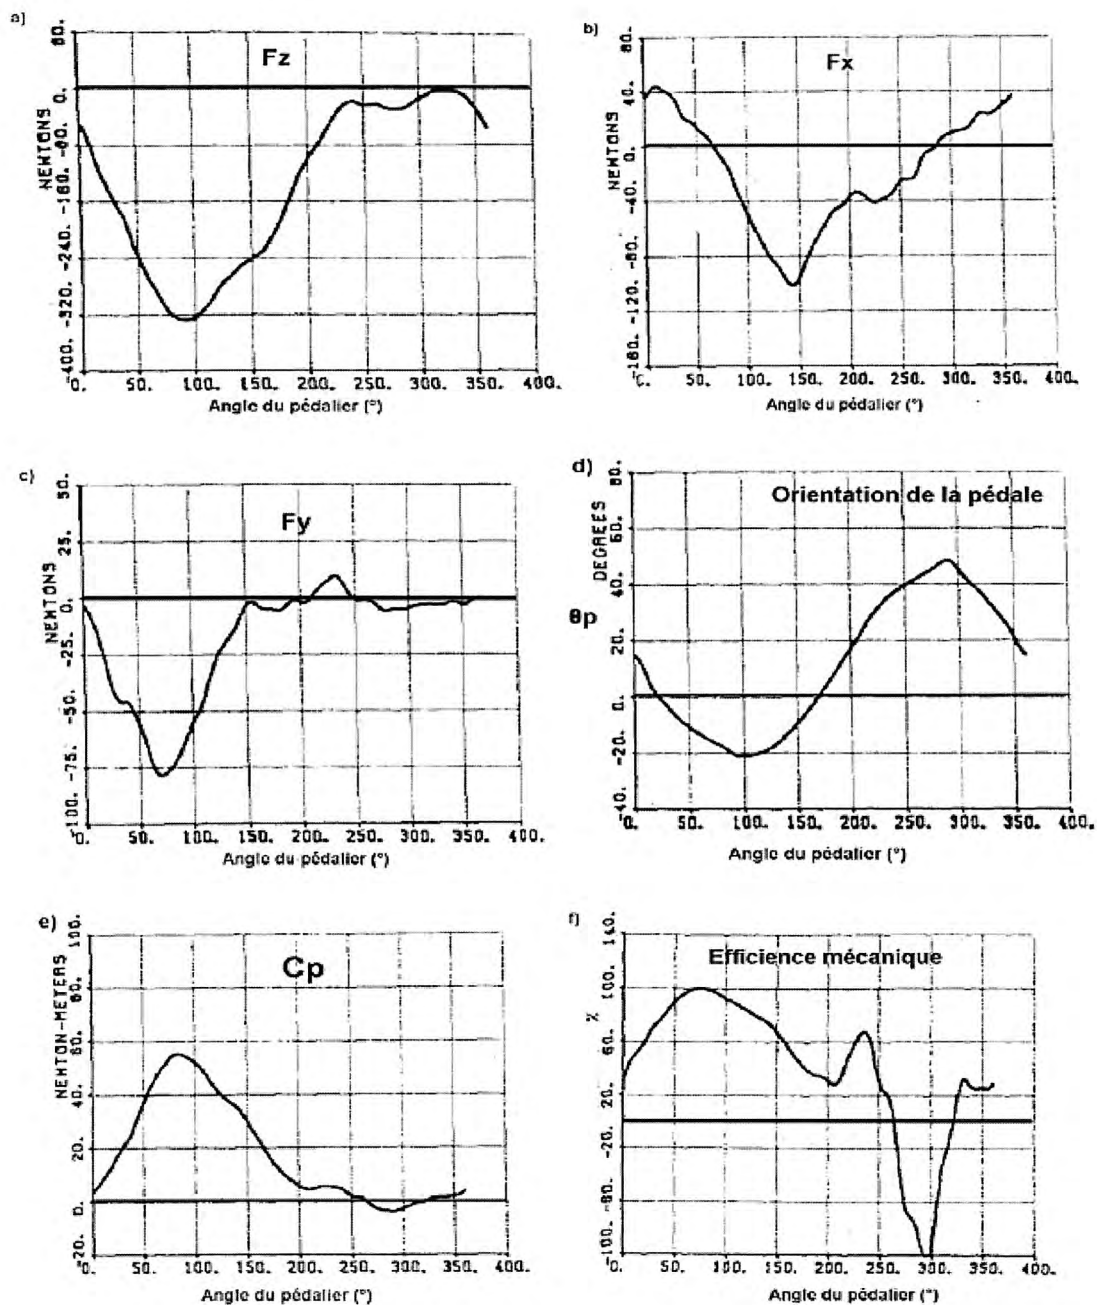 a)
Fz
NEWTONS
80.
0.
-80.
-160.
-240.
-320.
-400.
0. 50. 100. 150. 200. 250. 300. 350. 400.
Angle du pédalier (°)
b)
Fx
NEWTONS
80.
40.
0.
-40.
-80.
-120.
-160.
50. 100. 150. 200. 250. 300. 350. 400.
Angle du pédalier (°)
c)
Fy
NEWTONS
50.
25.
0.
-25.
-50.
-75.
-100.
0. 50. 100. 150. 200. 250. 300. 350. 400.
Angle du pédalier (°)
d)
Orientation de la pédale
DEGREES
θp
80.
60.
40.
20.
0.
-20.
-40.
0. 50. 100. 150. 200. 250. 300. 350. 400.
Angle du pédalier (°)
e)
Cp
NEWTON-METERS
100.
80.
60.
40.
20.
0.
20.
0. 50. 100. 150. 200. 250. 300. 350. 400.
Angle du pédalier (°)
f)
Efficience mécanique
%
140.
100.
60.
20.
-20.
-60.
-100.
0. 50. 100. 150. 200. 250. 300. 350. 400.
Angle du pédalier (°)